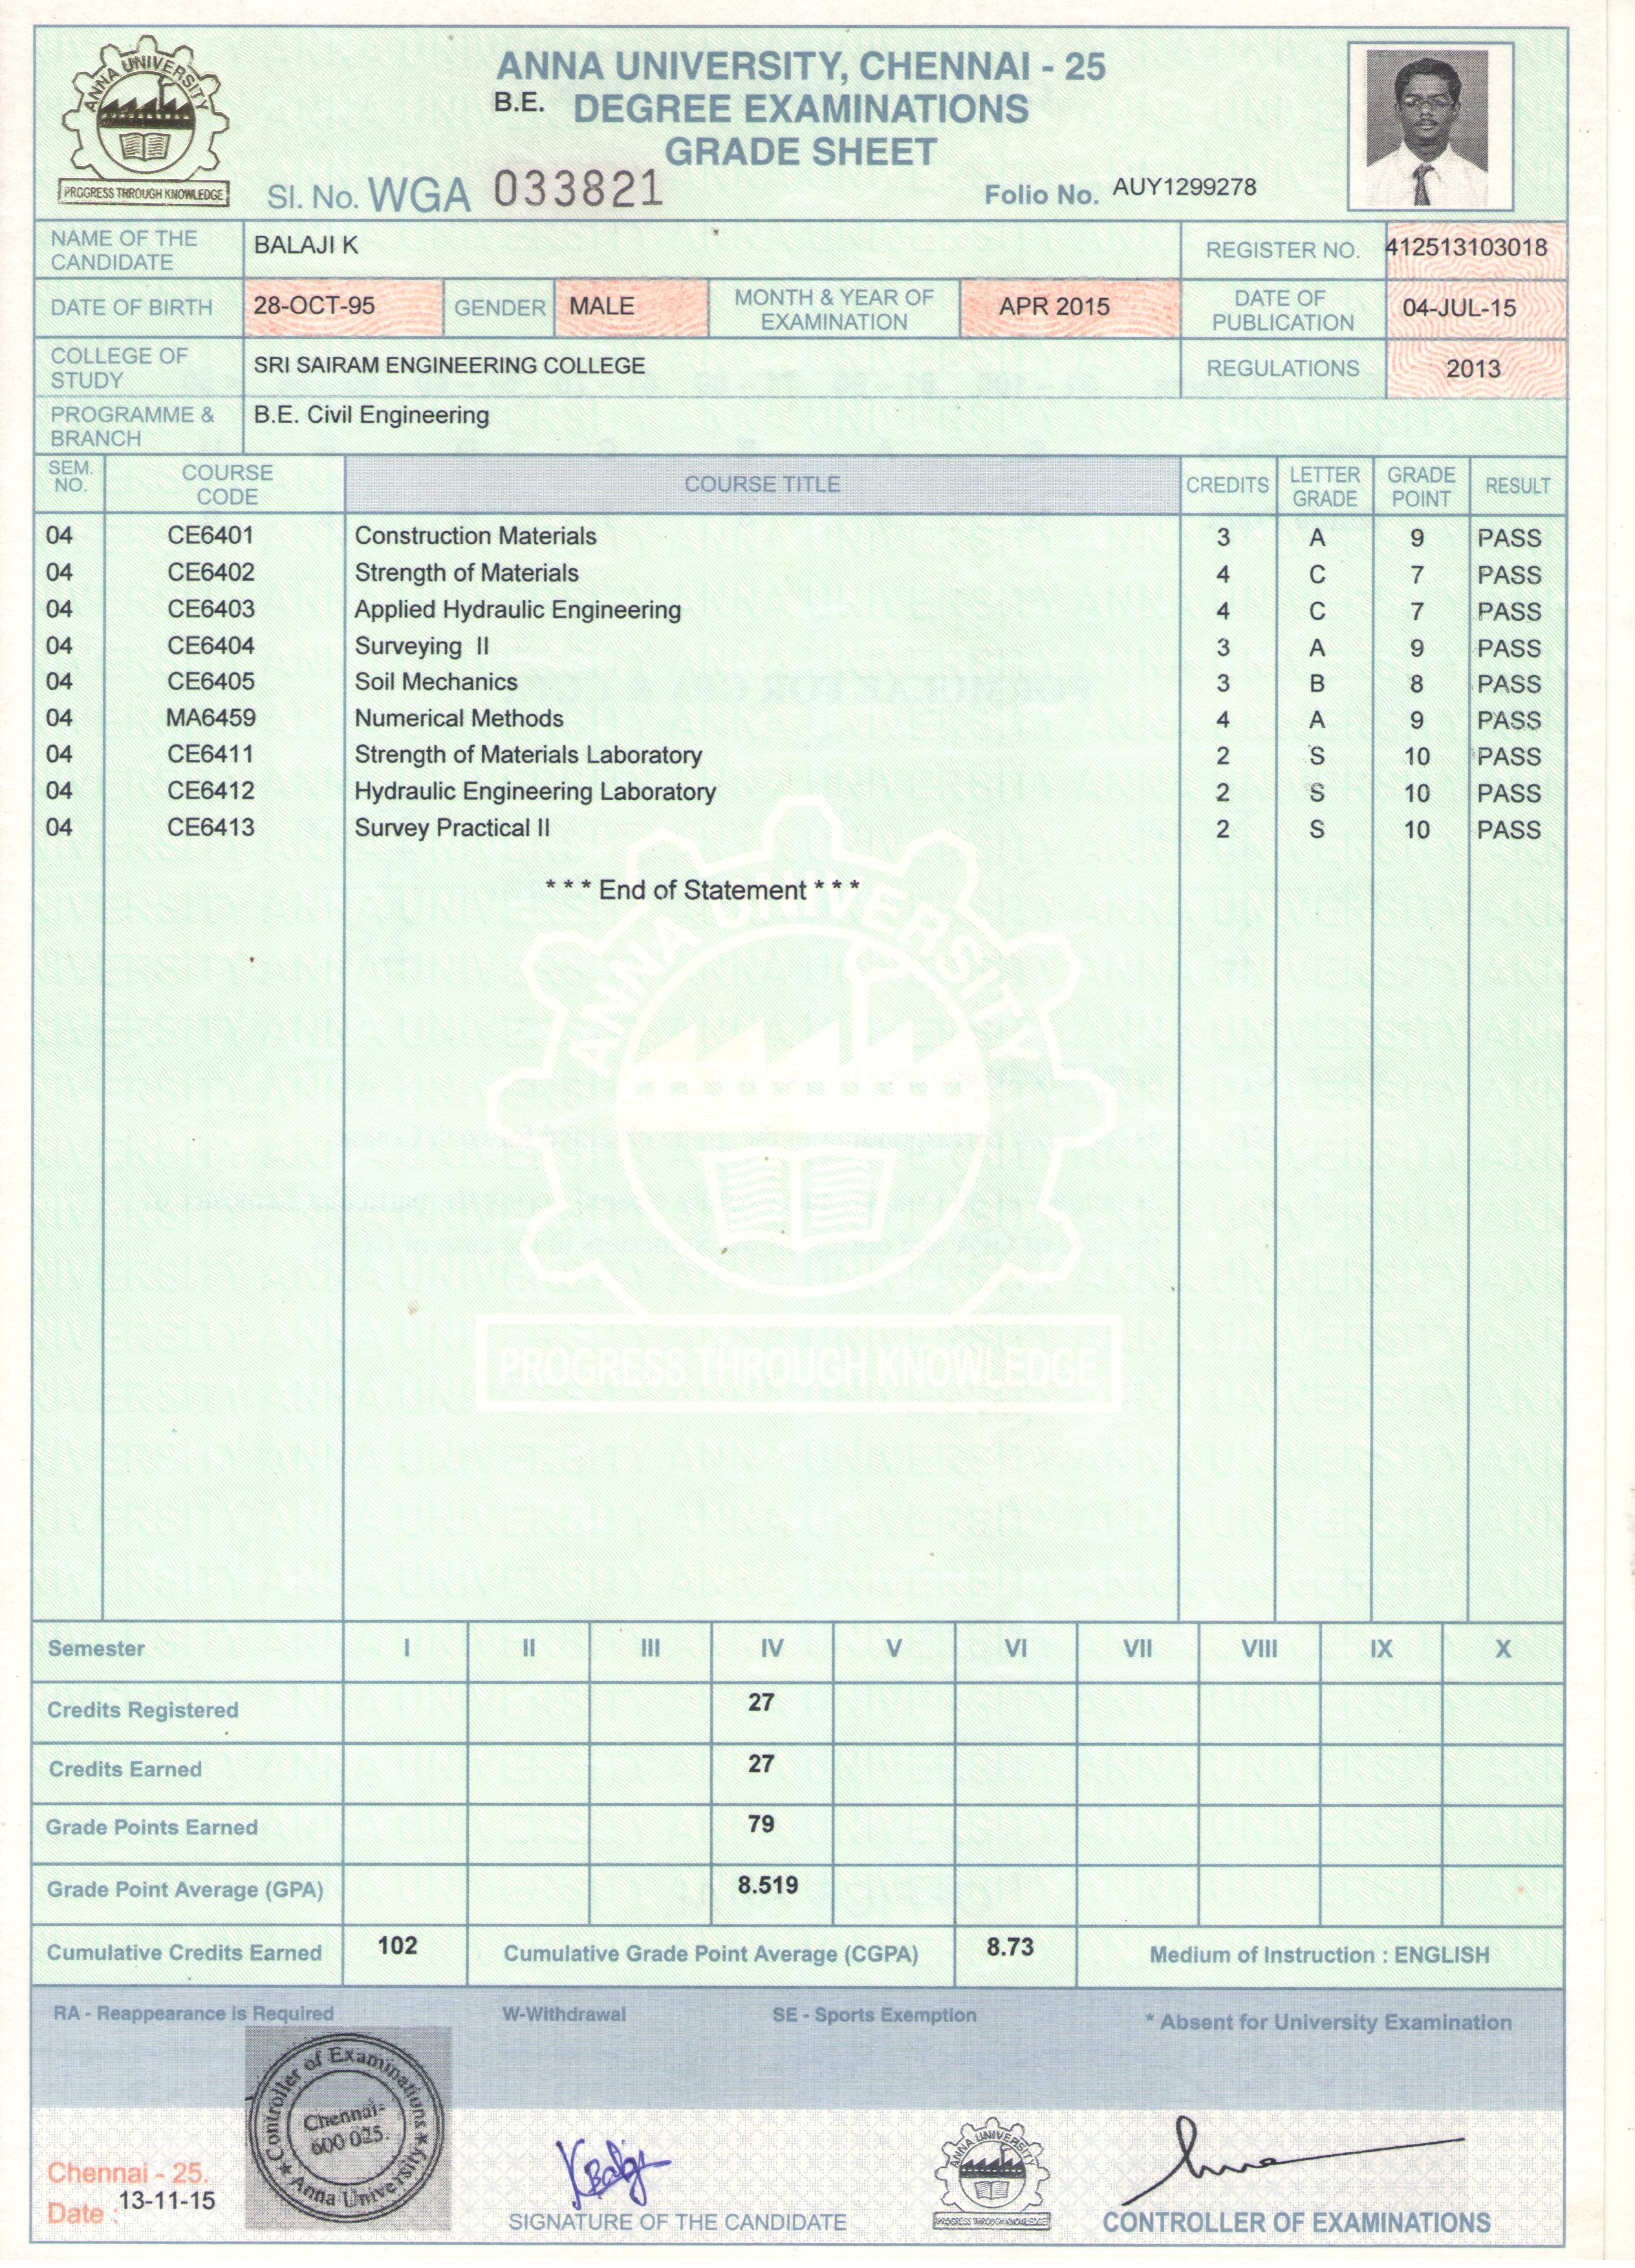 ANNA UNIVERSITY
PROGRESS THROUGH KNOWLEDGE
ANNA UNIVERSITY, CHENNAI - 25
B.E. DEGREE EXAMINATIONS
GRADE SHEET
Sl. No. WGA 033821
Folio No. AUY1299278
NAME OF THE CANDIDATE BALAJI K REGISTER NO. 412513103018
DATE OF BIRTH 28-OCT-95 GENDER MALE MONTH & YEAR OF EXAMINATION APR 2015 DATE OF PUBLICATION 04-JUL-15
COLLEGE OF STUDY SRI SAIRAM ENGINEERING COLLEGE REGULATIONS 2013
PROGRAMME & BRANCH B.E. Civil Engineering
SEM. NO. COURSE CODE COURSE TITLE CREDITS LETTER GRADE GRADE POINT RESULT
04 CE6401 Construction Materials 3 A 9 PASS
04 CE6402 Strength of Materials 4 C 7 PASS
04 CE6403 Applied Hydraulic Engineering 4 C 7 PASS
04 CE6404 Surveying II 3 A 9 PASS
04 CE6405 Soil Mechanics 3 B 8 PASS
04 MA6459 Numerical Methods 4 A 9 PASS
04 CE6411 Strength of Materials Laboratory 2 S 10 PASS
04 CE6412 Hydraulic Engineering Laboratory 2 S 10 PASS
04 CE6413 Survey Practical II 2 S 10 PASS
* * * End of Statement * * *
ANNA UNIVERSITY
PROGRESS THROUGH KNOWLEDGE
Semester I II III IV V VI VII VIII IX X
Credits Registered 27
Credits Earned 27
Grade Points Earned 79
Grade Point Average (GPA) 8.519
Cumulative Credits Earned 102 Cumulative Grade Point Average (CGPA) 8.73 Medium of Instruction : ENGLISH
RA - Reappearance is Required W-Withdrawal SE - Sports Exemption * Absent for University Examination
Controller of Examinations
Chennai-
600 025.
* Anna University *
Chennai - 25.
Date : 13-11-15
K Balaji
SIGNATURE OF THE CANDIDATE
ANNA UNIVERSITY
PROGRESS THROUGH KNOWLEDGE
CONTROLLER OF EXAMINATIONS